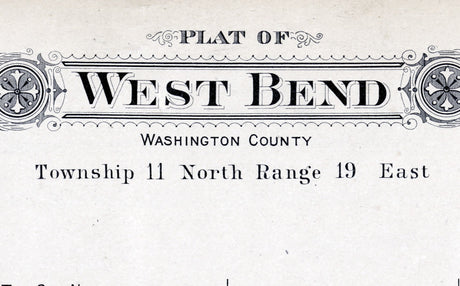 PLAT OF
WEST BEND
WASHINGTON COUNTY
Township 11 North Range 19 East